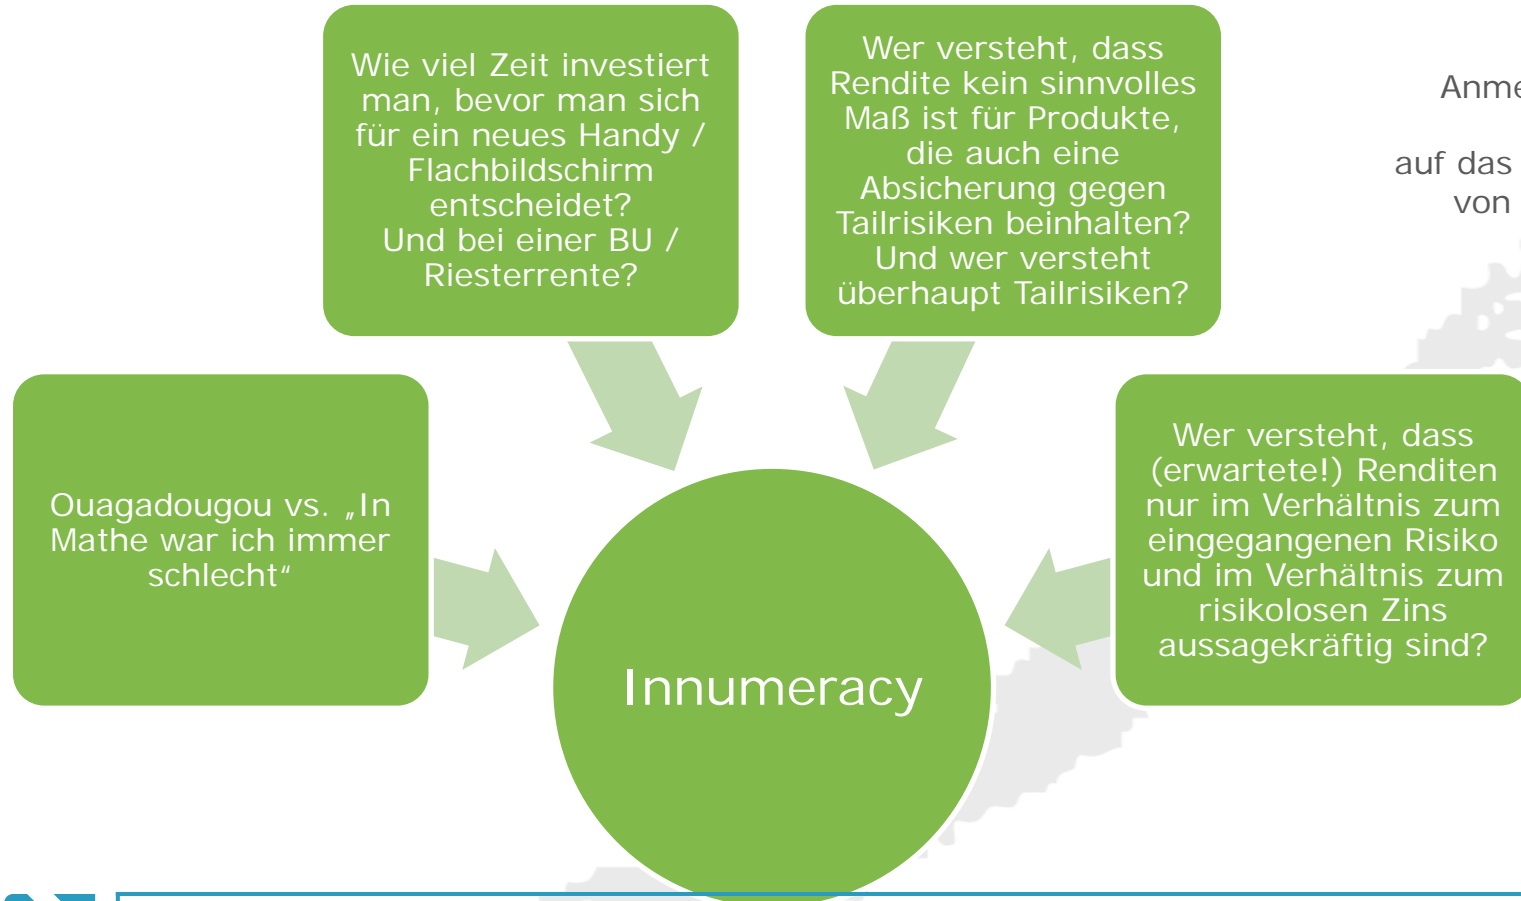 Wie viel Zeit investiert
man, bevor man sich
für ein neues Handy /
Flachbildschirm
entscheidet?
Und bei einer BU /
Riesterrente?
Wer versteht, dass
Rendite kein sinnvolles
Maß ist für Produkte,
die auch eine
Absicherung gegen
Tailrisiken beinhalten?
Und wer versteht
überhaupt Tailrisiken?
auf das
von
Ouagadougou vs. „In
Mathe war ich immer
schlecht“
Wer versteht, dass
(erwartete!) Renditen
nur im Verhältnis zum
eingegangenen Risiko
und im Verhältnis zum
risikolosen Zins
aussagekräftig sind?
Innumeracy